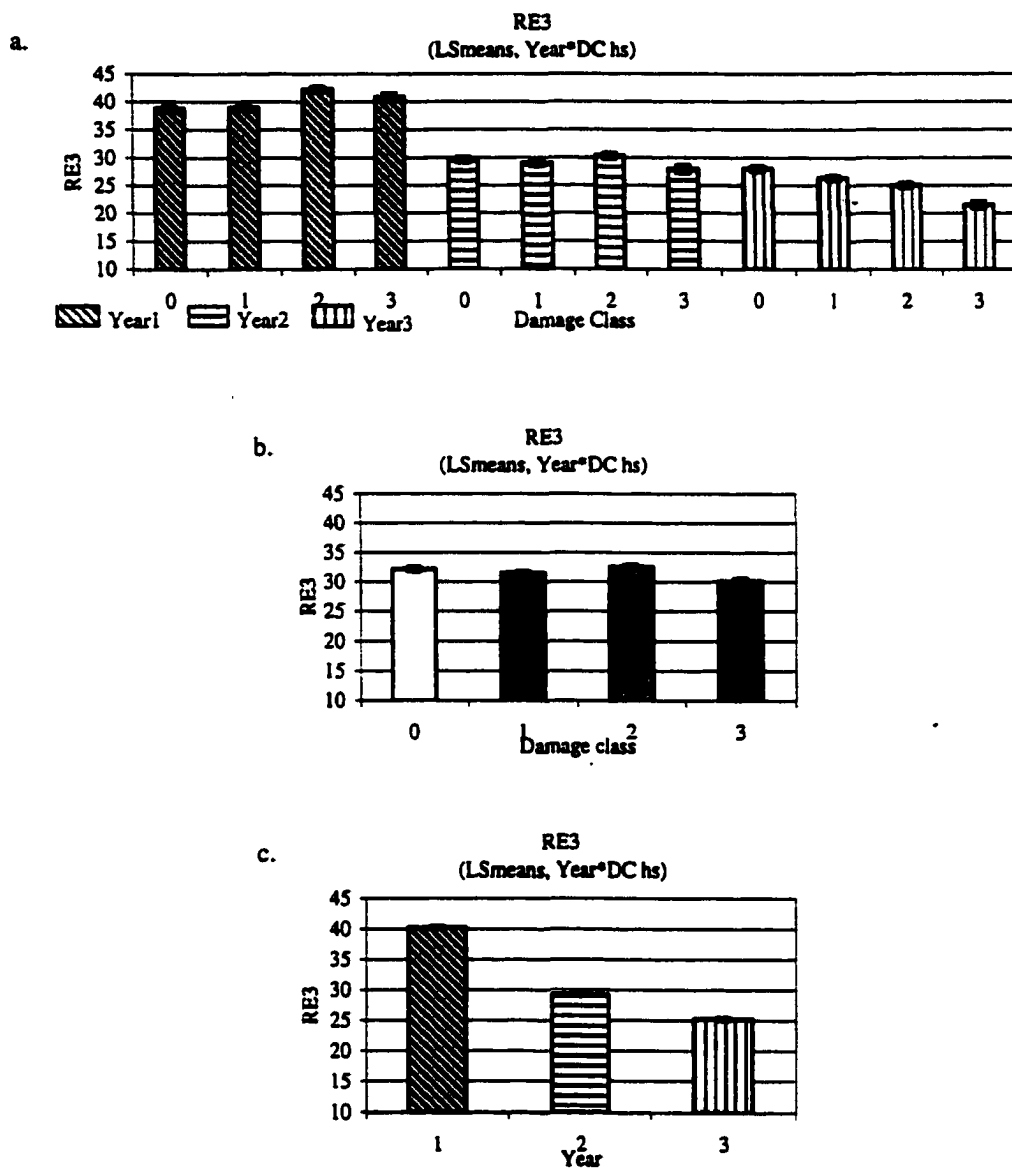 a.
RE3
(LSmeans, Year*DC hs)
45
40
35
30
25
20
15
10
RE3
0 1 2 3 0 1 2 3 0 1 2 3
Year1 Year2 Year3 Damage Class
b.
RE3
(LSmeans, Year*DC hs)
45
40
35
30
25
20
15
10
RE3
0 1 2 3
Damage class
c.
RE3
(LSmeans, Year*DC hs)
45
40
35
30
25
20
15
10
RE3
1 2 3
Year